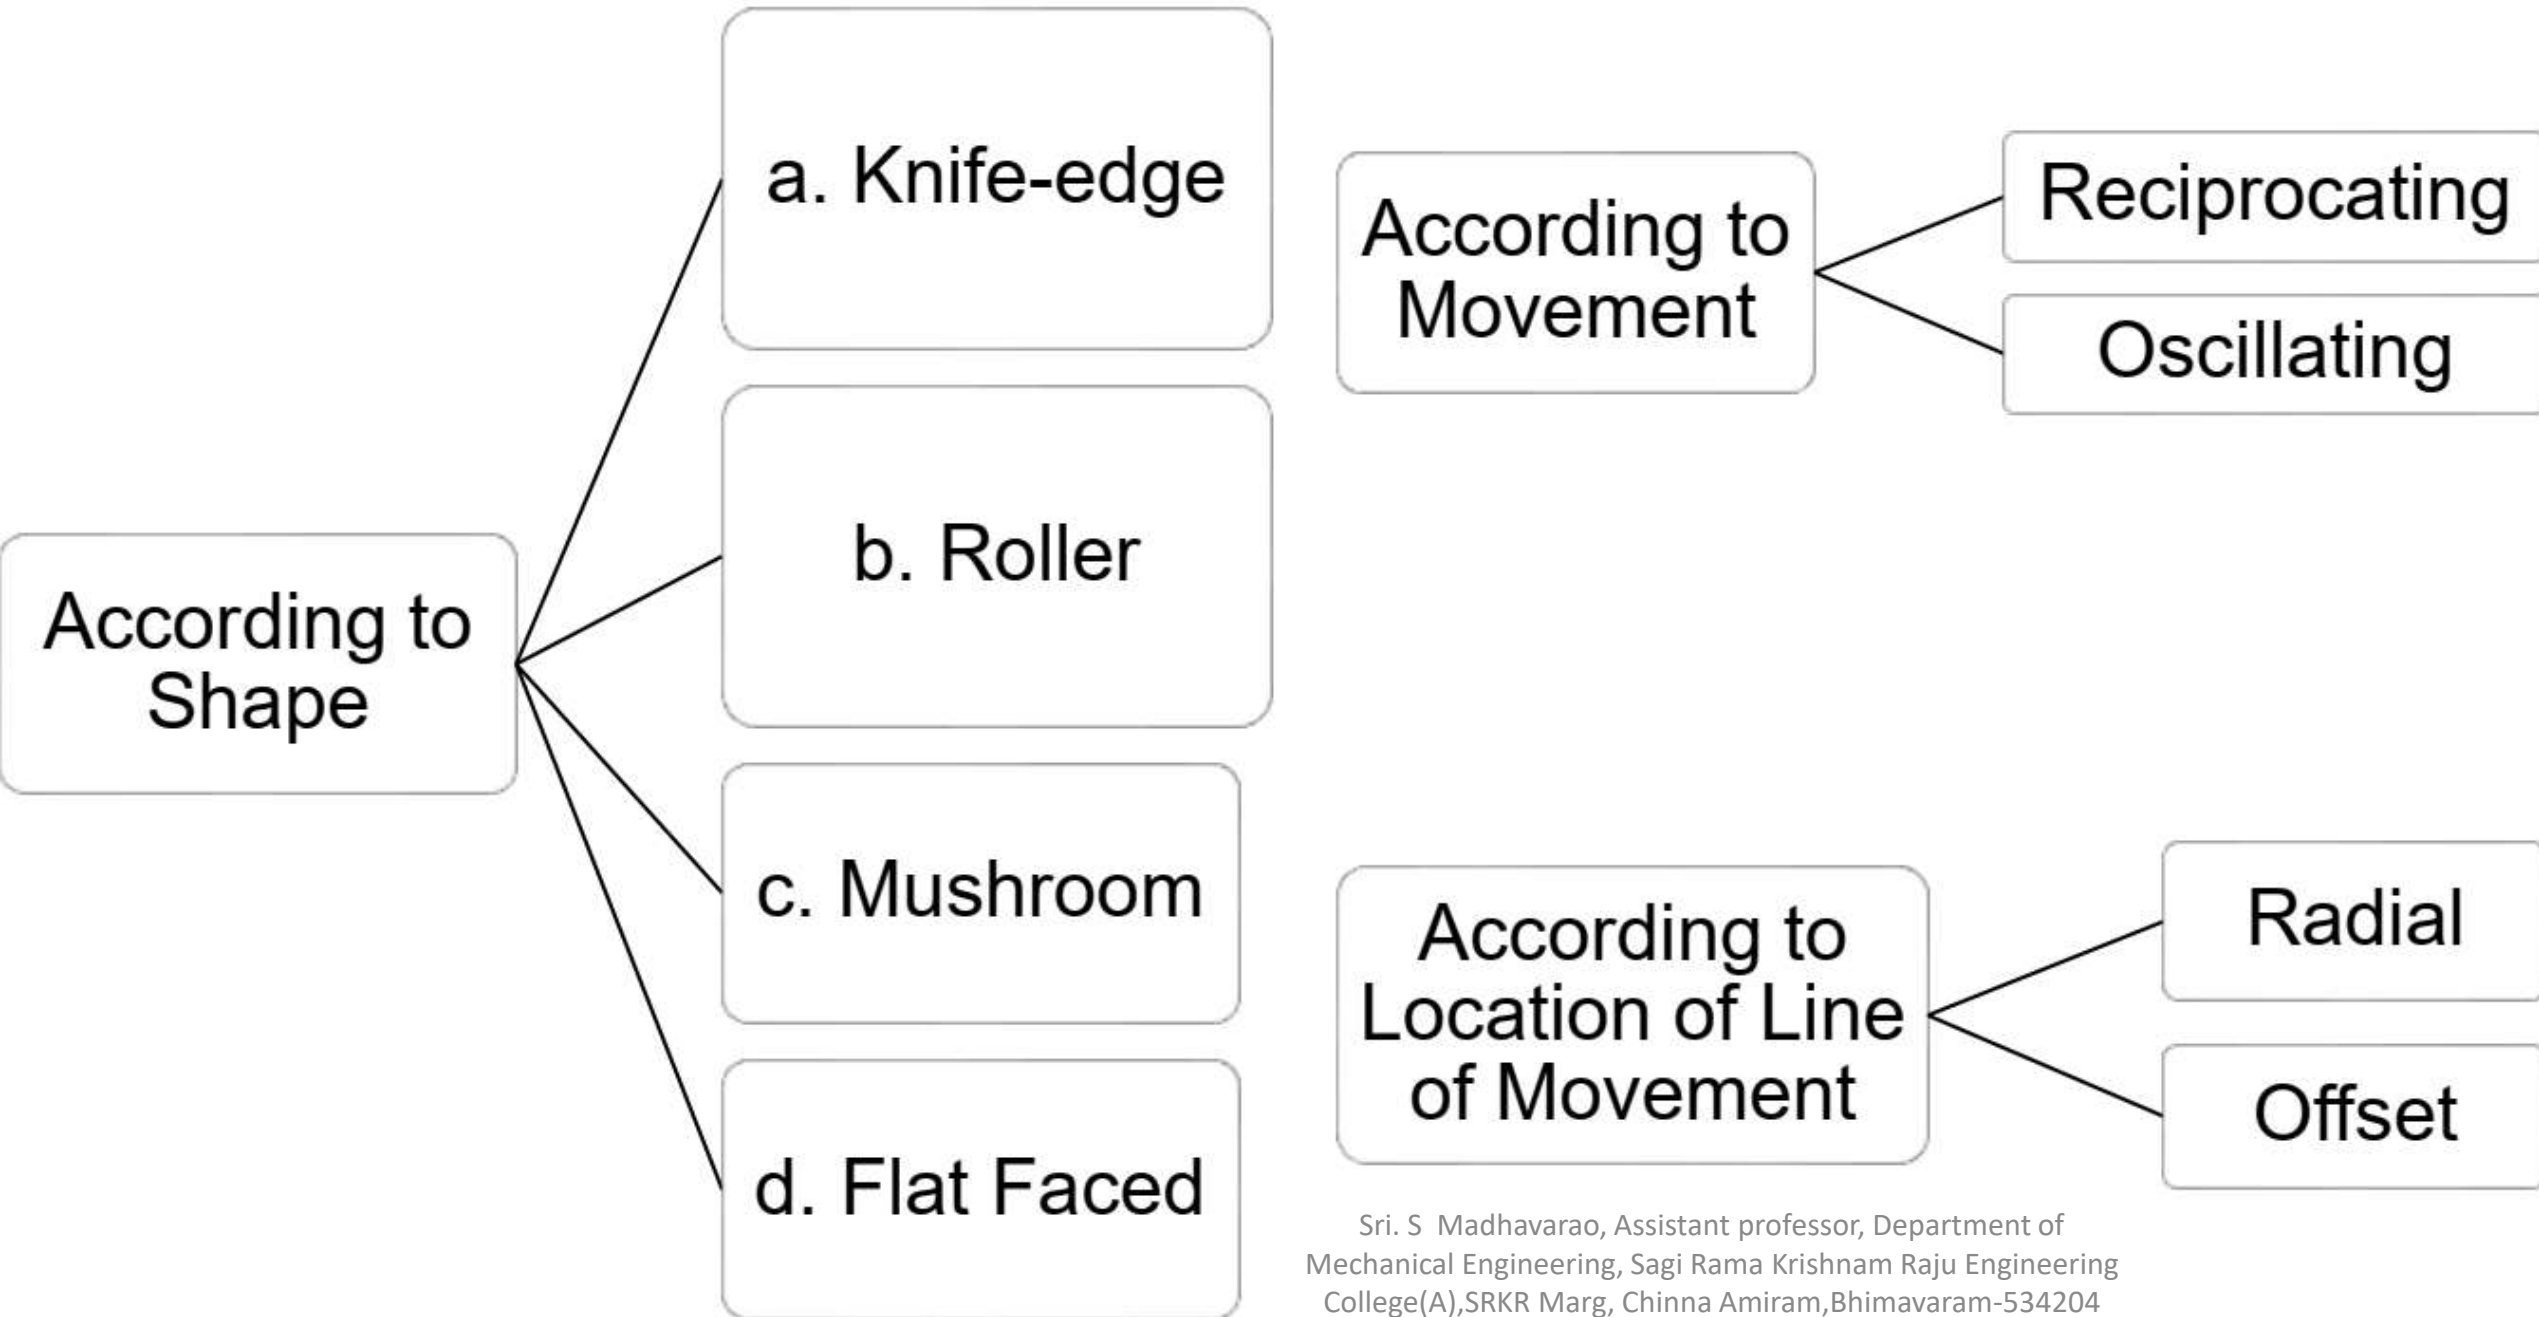 According to
Shape
a. Knife-edge
b. Roller
c. Mushroom
d. Flat Faced
According to
Movement
Reciprocating
Oscillating
According to
Location of Line
of Movement
Radial
Offset
Sri. S  Madhavarao, Assistant professor, Department of
Mechanical Engineering, Sagi Rama Krishnam Raju Engineering
College(A),SRKR Marg, Chinna Amiram,Bhimavaram-534204